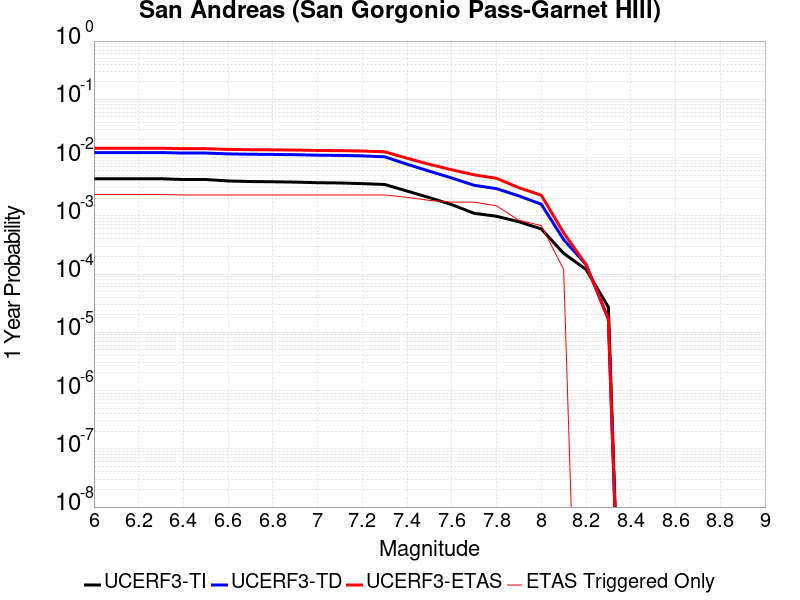 San Andreas (San Gorgonio Pass-Garnet HIll)
1 Year Probability
10^0
10^-1
10^-2
10^-3
10^-4
10^-5
10^-6
10^-7
10^-8
6 6.2 6.4 6.6 6.8 7 7.2 7.4 7.6 7.8 8 8.2 8.4 8.6 8.8 9
Magnitude
UCERF3-TI UCERF3-TD UCERF3-ETAS ETAS Triggered Only